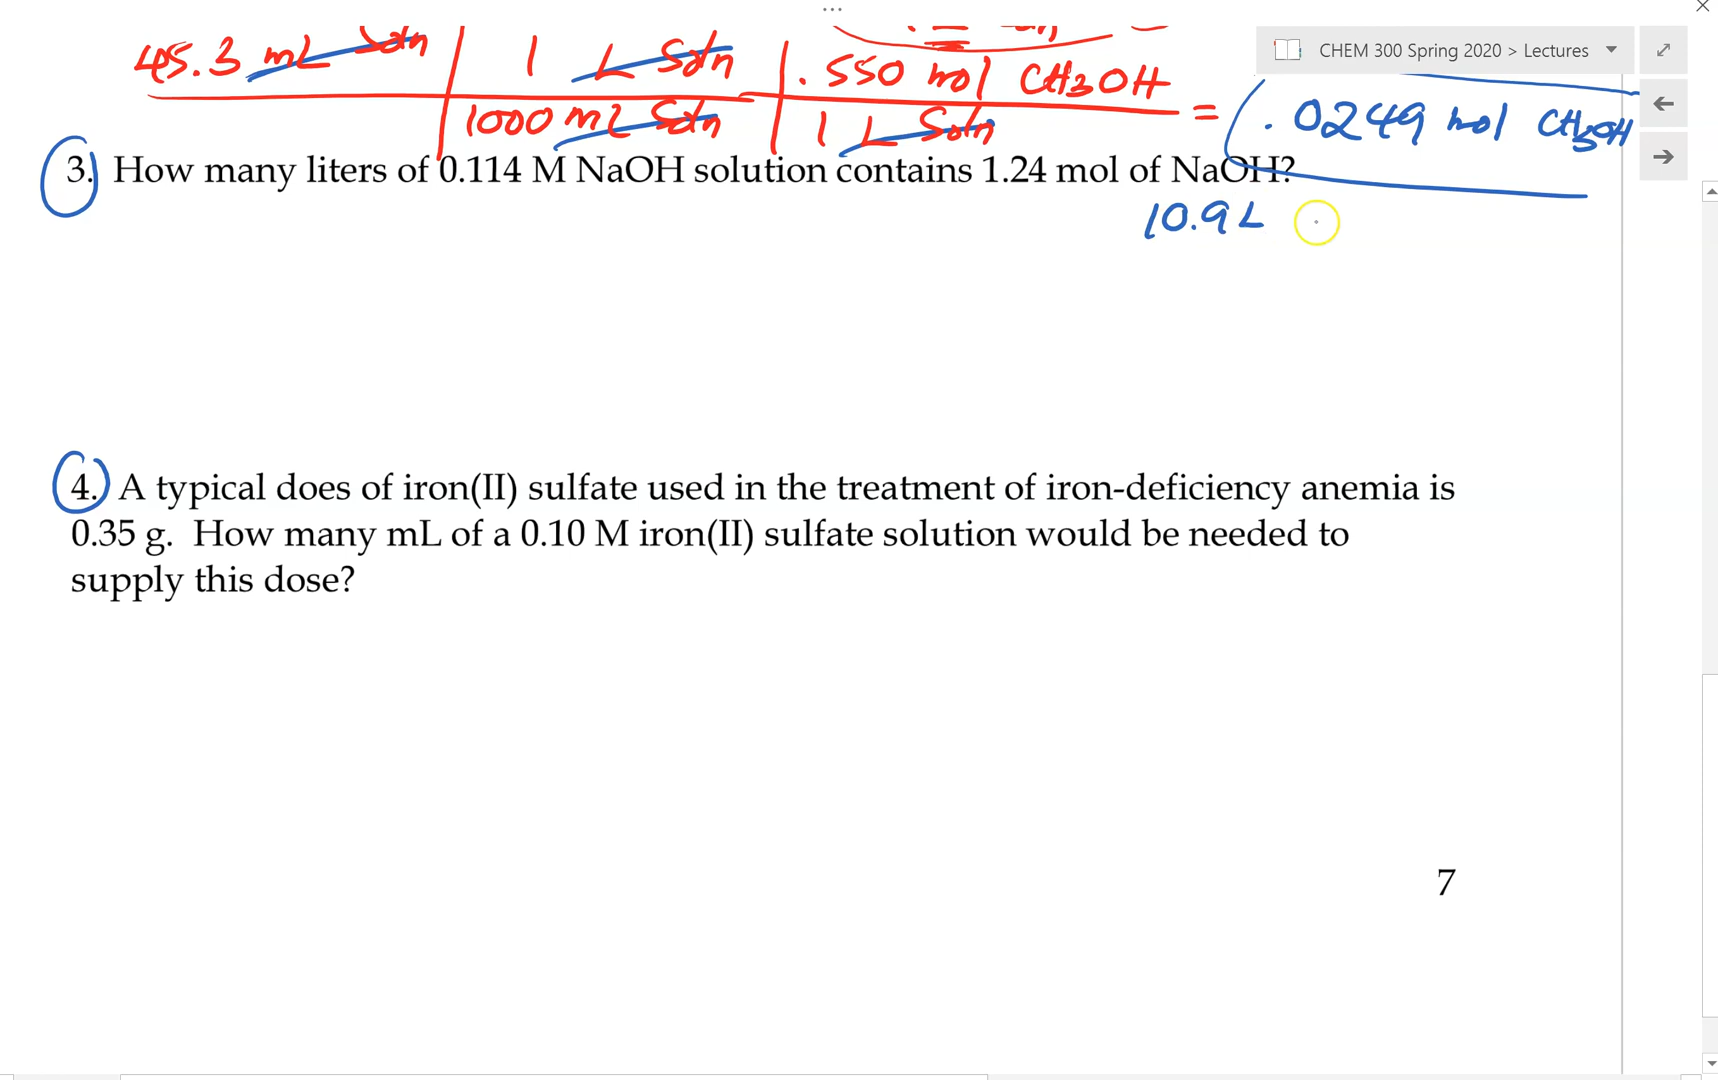 CHEM 300 Spring 2020 > Lectures
45.3 mL Soln | 1 L Soln | .550 mol CH3OH
1000 mL Soln | 1 L Soln = .0249 mol CH3OH
3. How many liters of 0.114 M NaOH solution contains 1.24 mol of NaOH?
10.9 L
4. A typical does of iron(II) sulfate used in the treatment of iron-deficiency anemia is
0.35 g. How many mL of a 0.10 M iron(II) sulfate solution would be needed to
supply this dose?
7